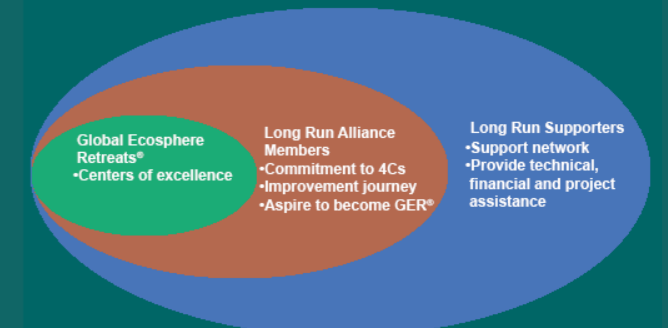 Global Ecosphere
Retreats®
•Centers of excellence
Long Run Alliance
Members
•Commitment to 4Cs
•Improvement journey
•Aspire to become GER®
Long Run Supporters
•Support network
•Provide technical,
financial and project
assistance